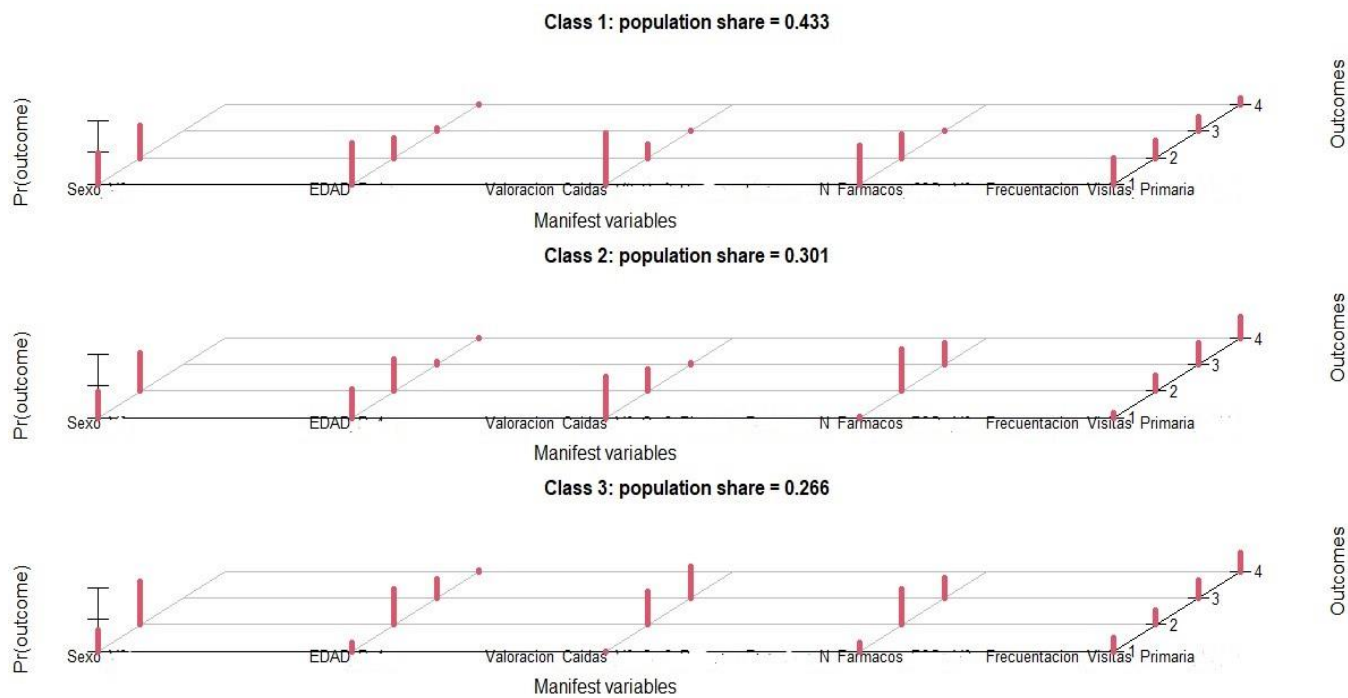 Class 1: population share = 0.433
Pr(outcome)
Outcomes
4
3
2
1
Sexo EDAD Valoracion Caidas N Farmacos Frecuentacion Visitas Primaria
Manifest variables
Class 2: population share = 0.301
Pr(outcome)
Outcomes
4
3
2
1
Sexo EDAD Valoracion Caidas N Farmacos Frecuentacion Visitas Primaria
Manifest variables
Class 3: population share = 0.266
Pr(outcome)
Outcomes
4
3
2
1
Sexo EDAD Valoracion Caidas N Farmacos Frecuentacion Visitas Primaria
Manifest variables